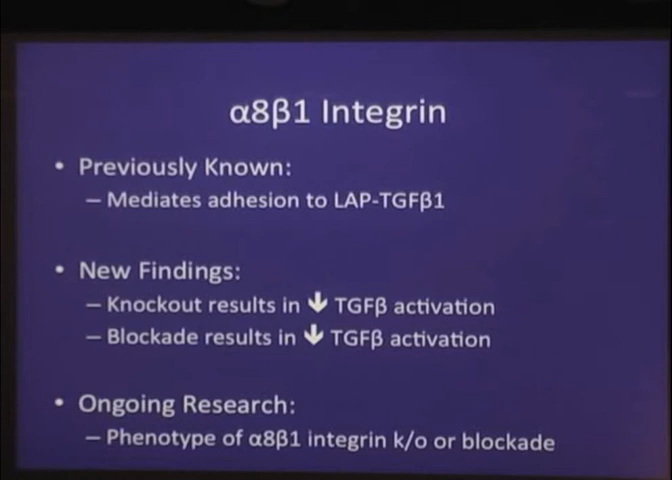 α8β1 Integrin
• Previously Known:
– Mediates adhesion to LAP-TGFβ1
• New Findings:
– Knockout results in ↓ TGFβ activation
– Blockade results in ↓ TGFβ activation
• Ongoing Research:
– Phenotype of α8β1 integrin k/o or blockade